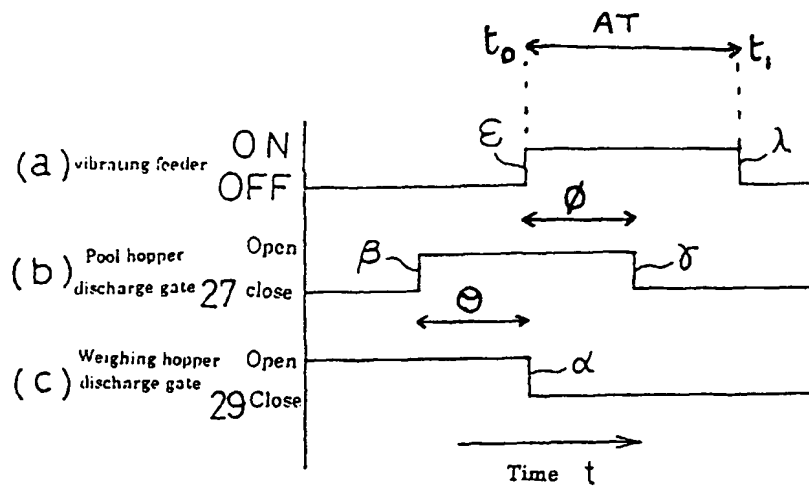 AT
t₀ t₁
ON ε λ
(a) vibrating feeder
OFF
ϕ
Open
(b) Pool hopper β γ
discharge gate 27 close
Θ
Weighing hopper Open
(c) discharge gate α
29 Close
Time t